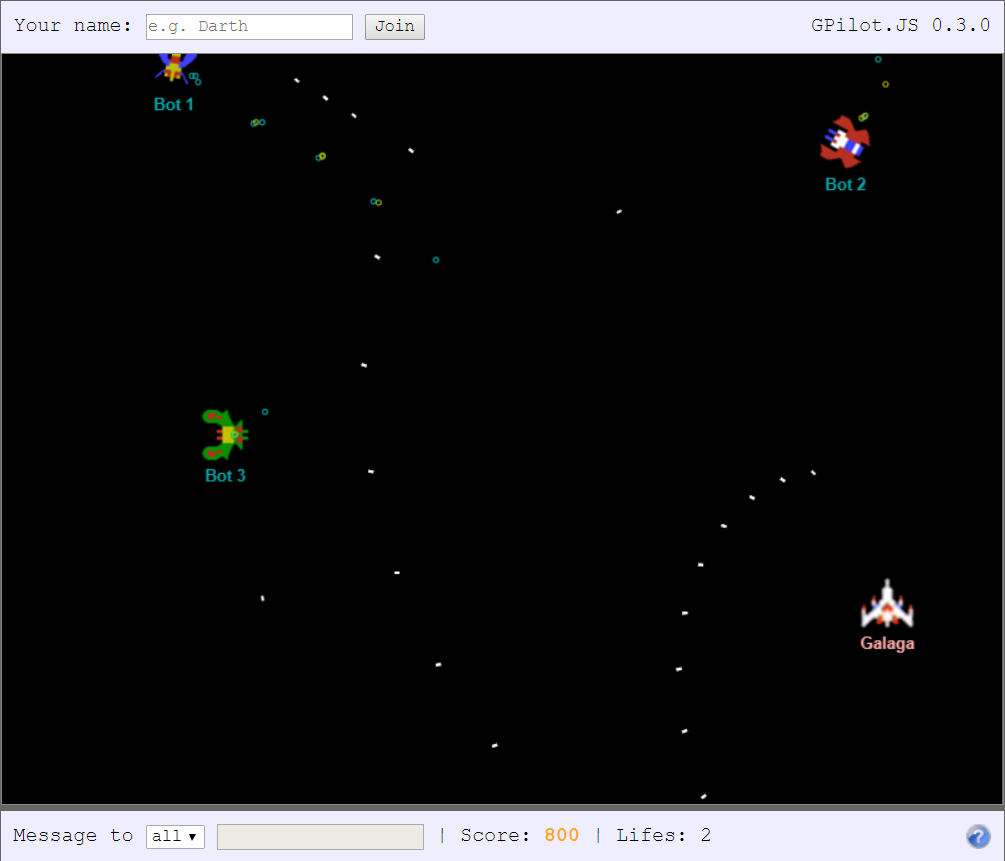 Your name: e.g. Darth Join GPilot.JS 0.3.0
Bot 1
Bot 2
Bot 3
Galaga
Message to all ▼ | Score: 800 | Lifes: 2 ?